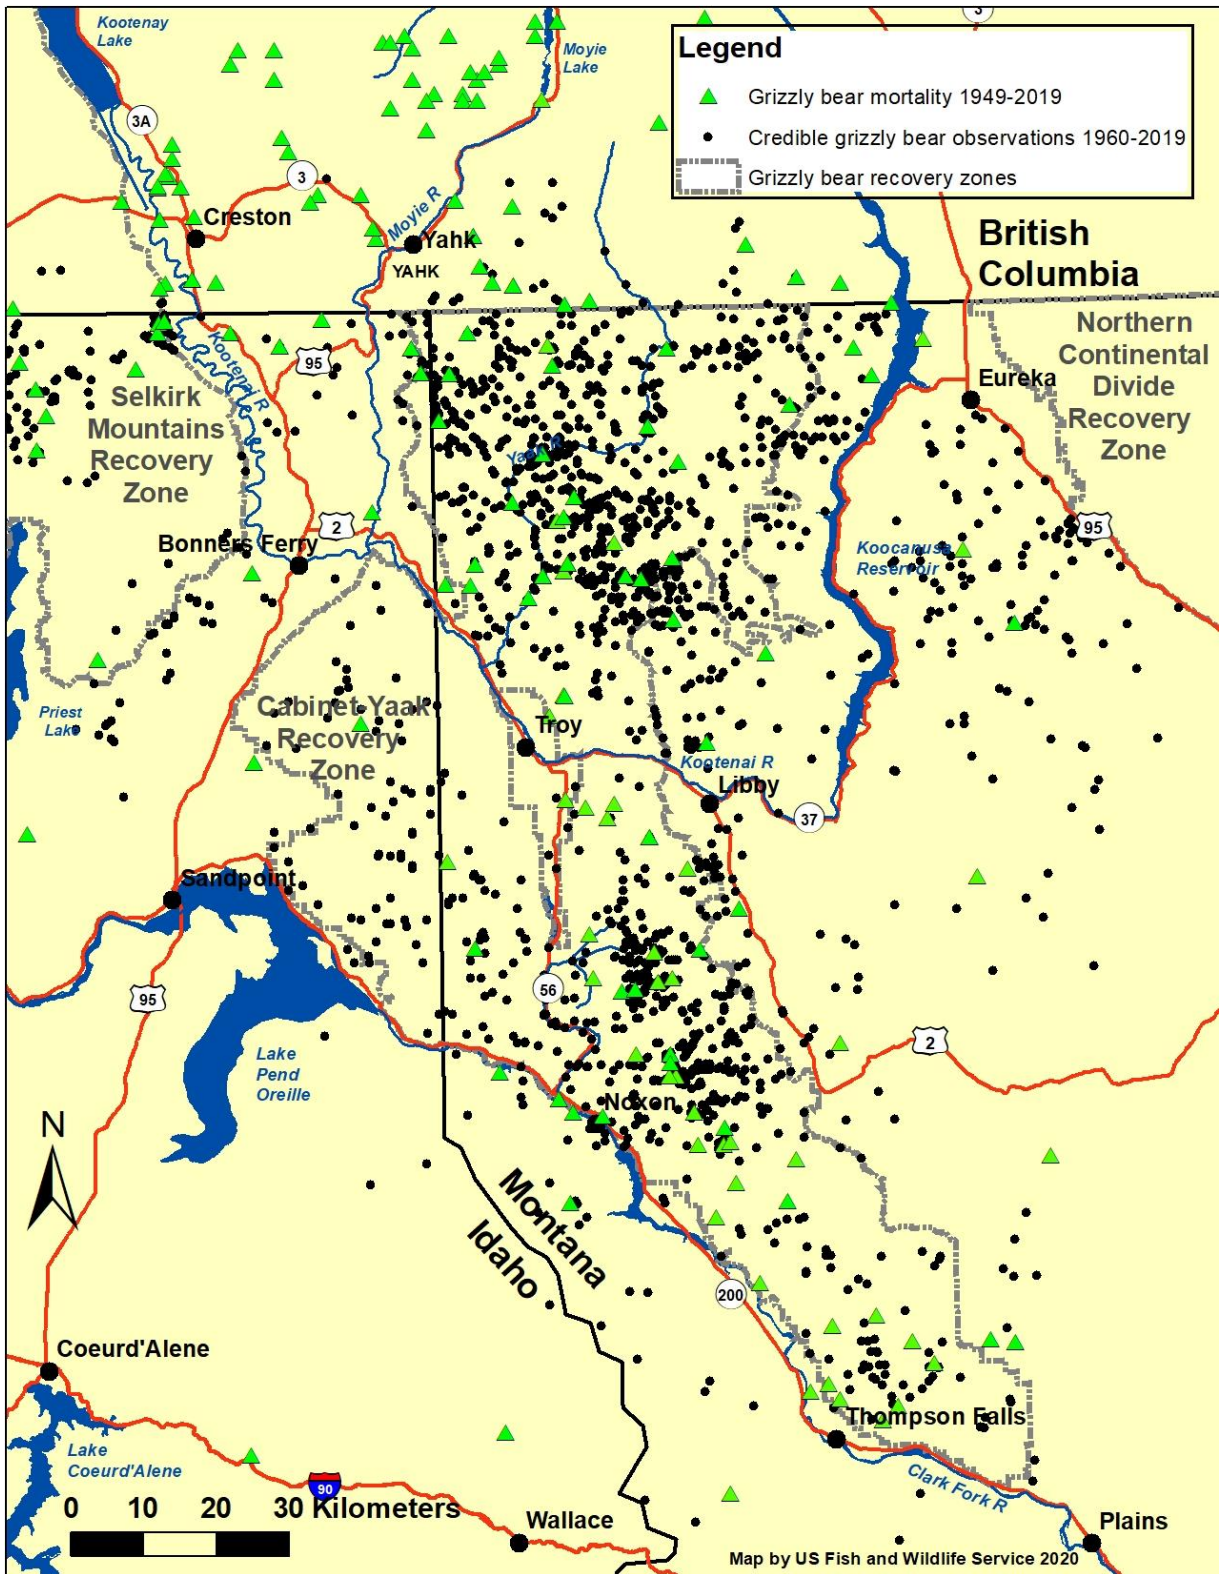 Kootenay
Lake
Moyie
Lake
3
Legend
Grizzly bear mortality 1949-2019
Credible grizzly bear observations 1960-2019
Grizzly bear recovery zones
3A
3
Creston
Moyie R
Yahk
YAHK
British
Columbia
Kootenai R
95
Northern
Continental
Divide
Recovery
Zone
Eureka
Selkirk
Mountains
Recovery
Zone
Yaak R
2
95
Bonners Ferry
Koocanusa
Reservoir
Priest
Lake
Cabinet-Yaak
Recovery
Zone
Troy
Kootenai R
Libby
37
Sandpoint
95
56
2
Lake
Pend
Oreille
Noxon
N
Montana
Idaho
200
Coeurd'Alene
Thompson Falls
Lake
Coeurd'Alene
Clark Fork R
90
0 10 20 30 Kilometers
Wallace
Plains
Map by US Fish and Wildlife Service 2020